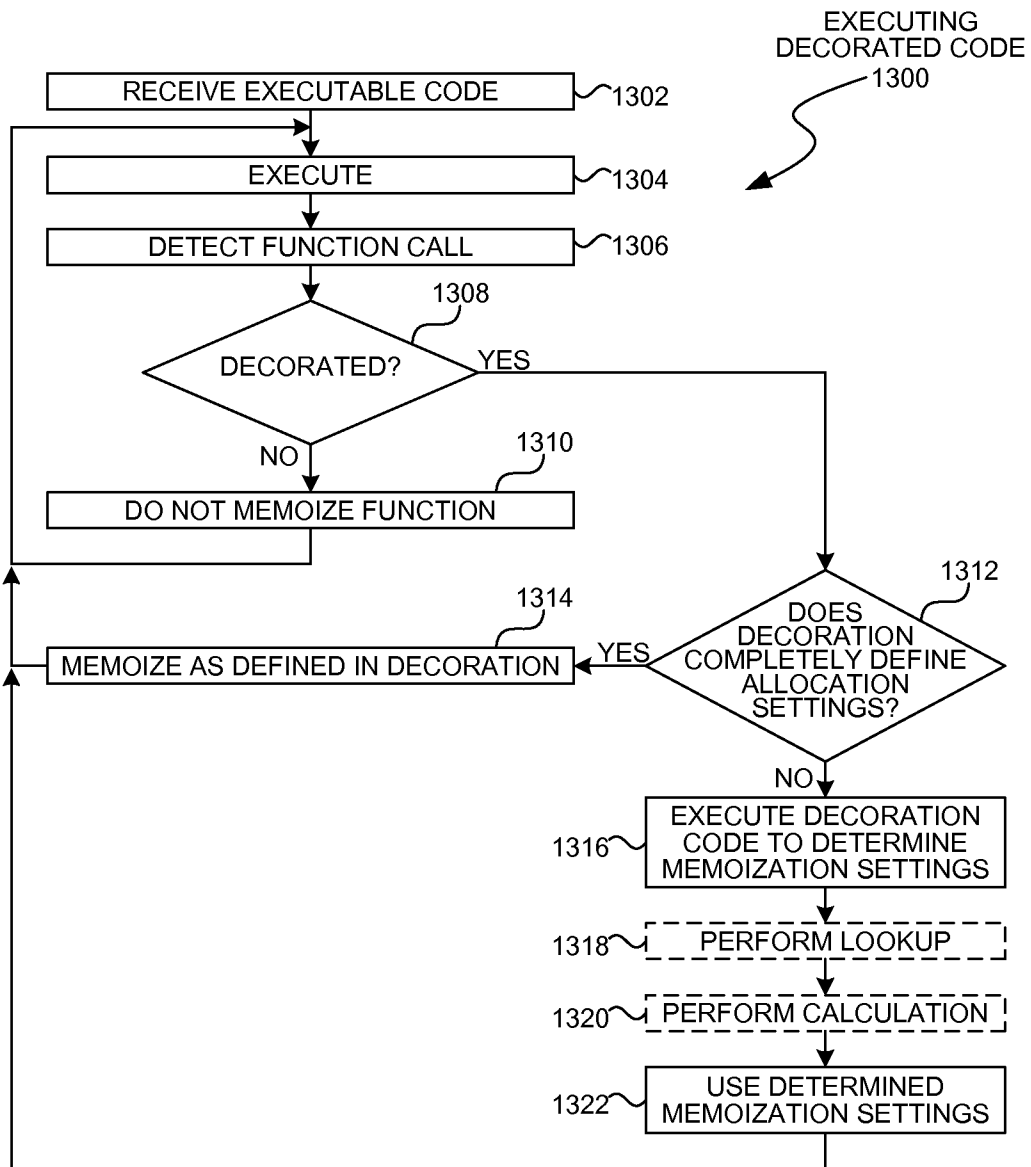 EXECUTING
DECORATED CODE
1300
RECEIVE EXECUTABLE CODE
1302
EXECUTE
1304
DETECT FUNCTION CALL
1306
1308
DECORATED?
YES
NO
1310
DO NOT MEMOIZE FUNCTION
1312
DOES
DECORATION
COMPLETELY DEFINE
ALLOCATION
SETTINGS?
YES
1314
MEMOIZE AS DEFINED IN DECORATION
NO
EXECUTE DECORATION
CODE TO DETERMINE
MEMOIZATION SETTINGS
1316
PERFORM LOOKUP
1318
PERFORM CALCULATION
1320
USE DETERMINED
MEMOIZATION SETTINGS
1322